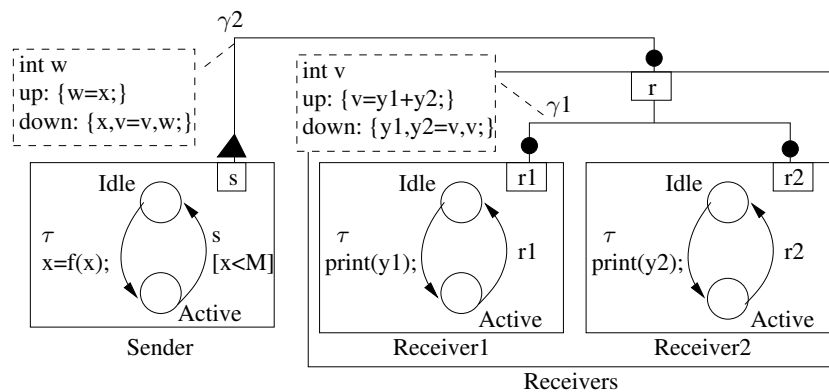 γ2
int w
up: {w=x;}
down: {x,v=v,w;}
int v
up: {v=y1+y2;}
down: {y1,y2=v,v;}
r
γ1
s
r1
r2
Idle
Idle
Idle
τ
x=f(x);
s
[x<M]
τ
print(y1);
r1
τ
print(y2);
r2
Active
Active
Active
Sender
Receiver1
Receiver2
Receivers